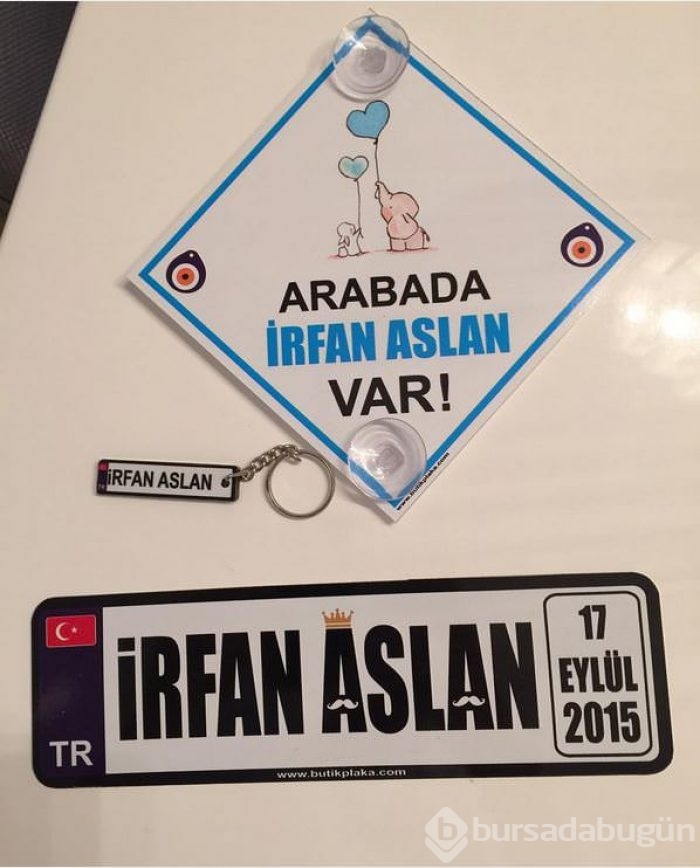 ARABADA
İRFAN ASLAN
VAR!
www.butikplaka.com
TR
İRFAN ASLAN
TR
İRFAN ASLAN
17
EYLÜL
2015
www.butikplaka.com
b bursadabugün